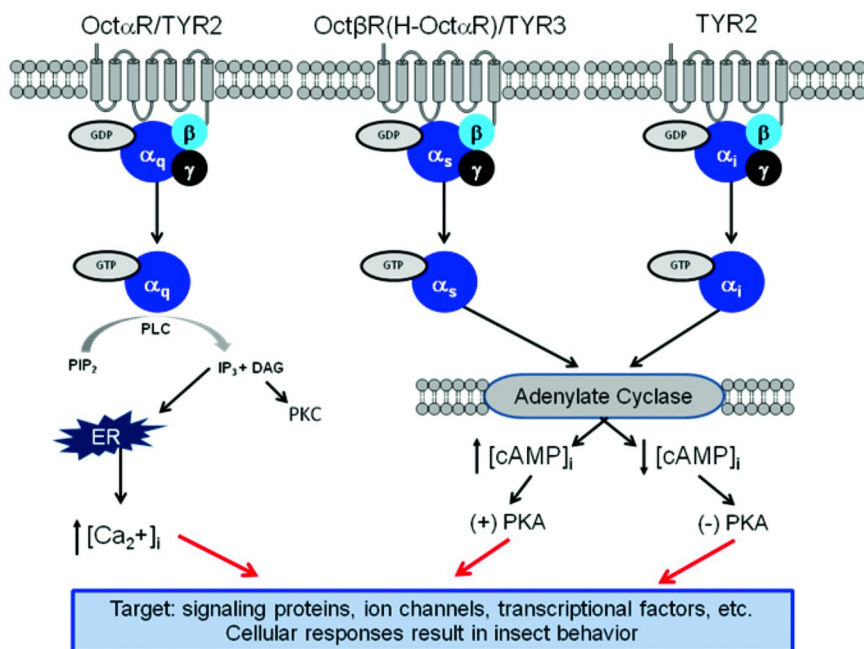 OctαR/TYR2
OctβR(H-OctαR)/TYR3
TYR2
GDP
αq
β
γ
GDP
αs
β
γ
GDP
αi
β
γ
GTP
αq
GTP
αs
GTP
αi
PLC
PIP₂
IP₃ + DAG
PKC
ER
[Ca₂+]i
Adenylate Cyclase
[cAMP]i
[cAMP]i
(+) PKA
(-) PKA
Target: signaling proteins, ion channels, transcriptional factors, etc.
Cellular responses result in insect behavior